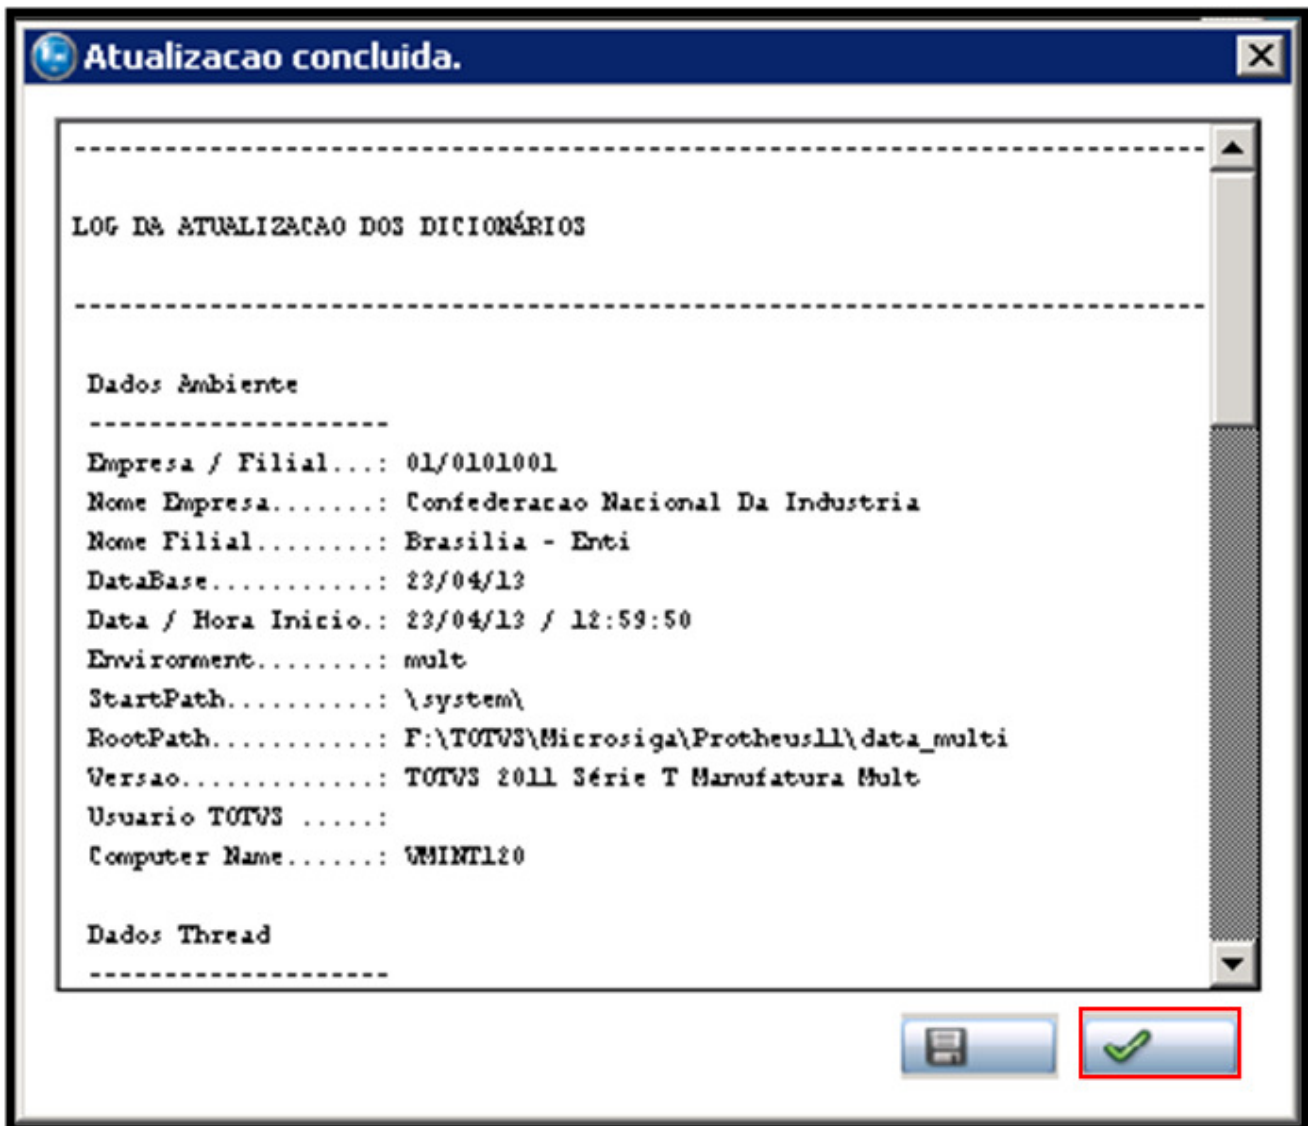 Atualizacao concluida.
--------------------------------------------------------------------------
LOG DA ATUALIZACAO DOS DICIONÁRIOS
--------------------------------------------------------------------------
Dados Ambiente
--------------------
Empresa / Filial...: 01/0101001
Nome Empresa.......: Confederacao Nacional Da Industria
Nome Filial........: Brasilia - Enti
DataBase...........: 23/04/13
Data / Hora Inicio.: 23/04/13 / 12:59:50
Environment........: mult
StartPath..........: \system\
RootPath...........: F:\TOTVS\Microsiga\Protheus11\data_multi
Versao.............: TOTVS 2011 Série T Manufatura Mult
Usuario TOTVS .....:
Computer Name......: VMINT120
Dados Thread
--------------------